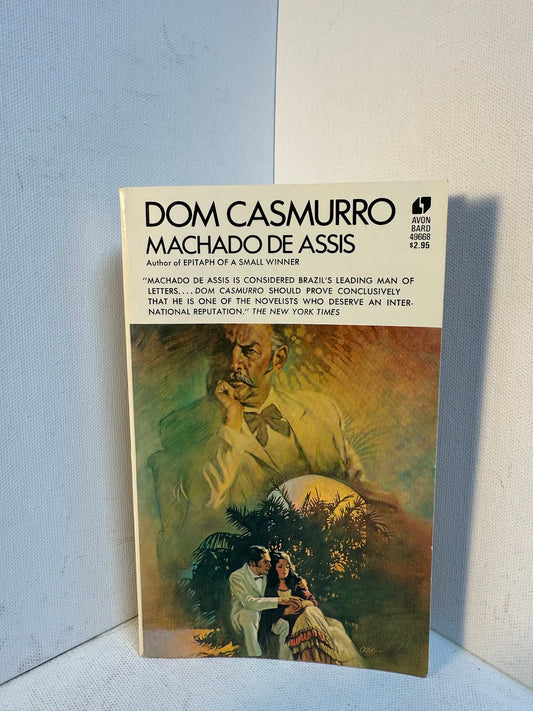 DOM CASMURRO
MACHADO DE ASSIS
Author of EPITAPH OF A SMALL WINNER
AVON
BARD
49668
$2.95
"MACHADO DE ASSIS IS CONSIDERED BRAZIL'S LEADING MAN OF
LETTERS.... DOM CASMURRO SHOULD PROVE CONCLUSIVELY
THAT HE IS ONE OF THE NOVELISTS WHO DESERVE AN INTER-
NATIONAL REPUTATION." THE NEW YORK TIMES